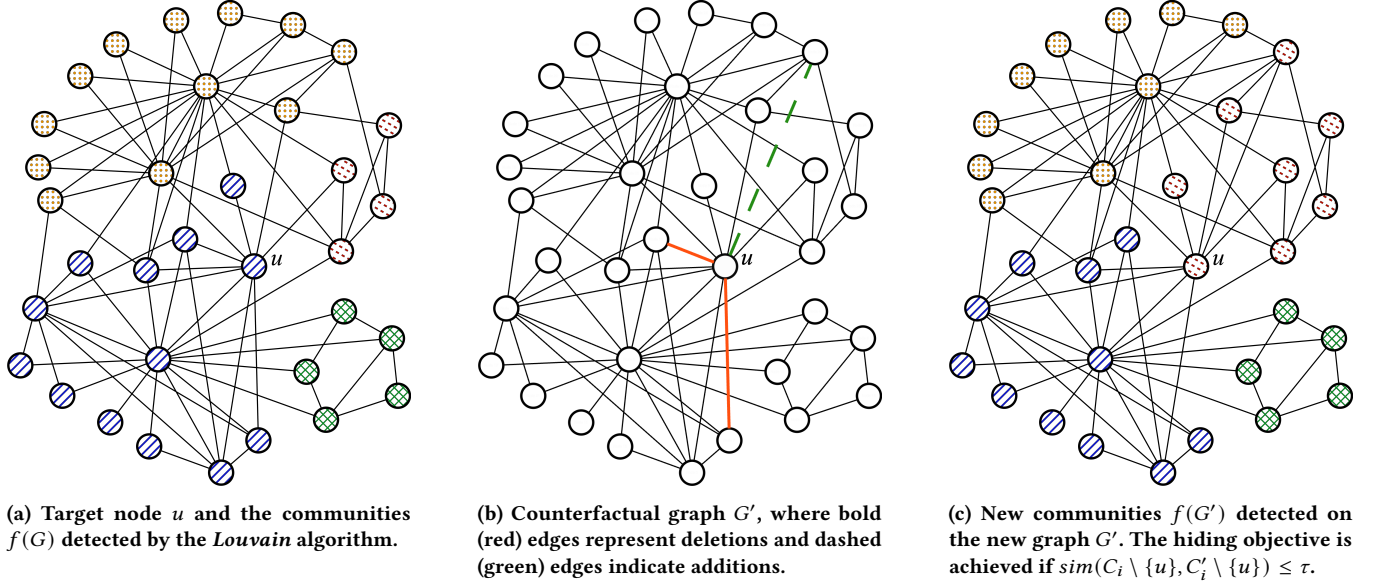 u
u
u
(a) Target node u and the communities
f(G) detected by the Louvain algorithm.
(b) Counterfactual graph G′, where bold
(red) edges represent deletions and dashed
(green) edges indicate additions.
(c) New communities f(G′) detected on
the new graph G′. The hiding objective is
achieved if sim(C_i \ {u}, C′_i \ {u}) ≤ τ.